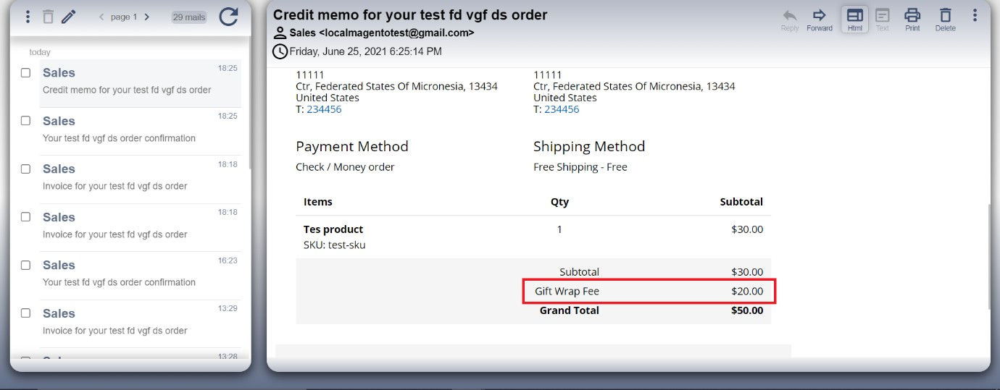 page 1
29 mails
today
Sales 18:25
Credit memo for your test fd vgf ds order
Sales 18:25
Your test fd vgf ds order confirmation
Sales 18:18
Invoice for your test fd vgf ds order
Sales 18:18
Invoice for your test fd vgf ds order
Sales 16:23
Your test fd vgf ds order confirmation
Sales 13:29
Invoice for your test fd vgf ds order
13:28
Credit memo for your test fd vgf ds order
Sales <localmagentotest@gmail.com>
Friday, June 25, 2021 6:25:14 PM
Reply Forward Html Text Print Delete
11111 11111
Ctr, Federated States Of Micronesia, 13434 Ctr, Federated States Of Micronesia, 13434
United States United States
T: 234456 T: 234456
Payment Method Shipping Method
Check / Money order Free Shipping - Free
Items Qty Subtotal
Tes product 1 $30.00
SKU: test-sku
Subtotal $30.00
Gift Wrap Fee $20.00
Grand Total $50.00